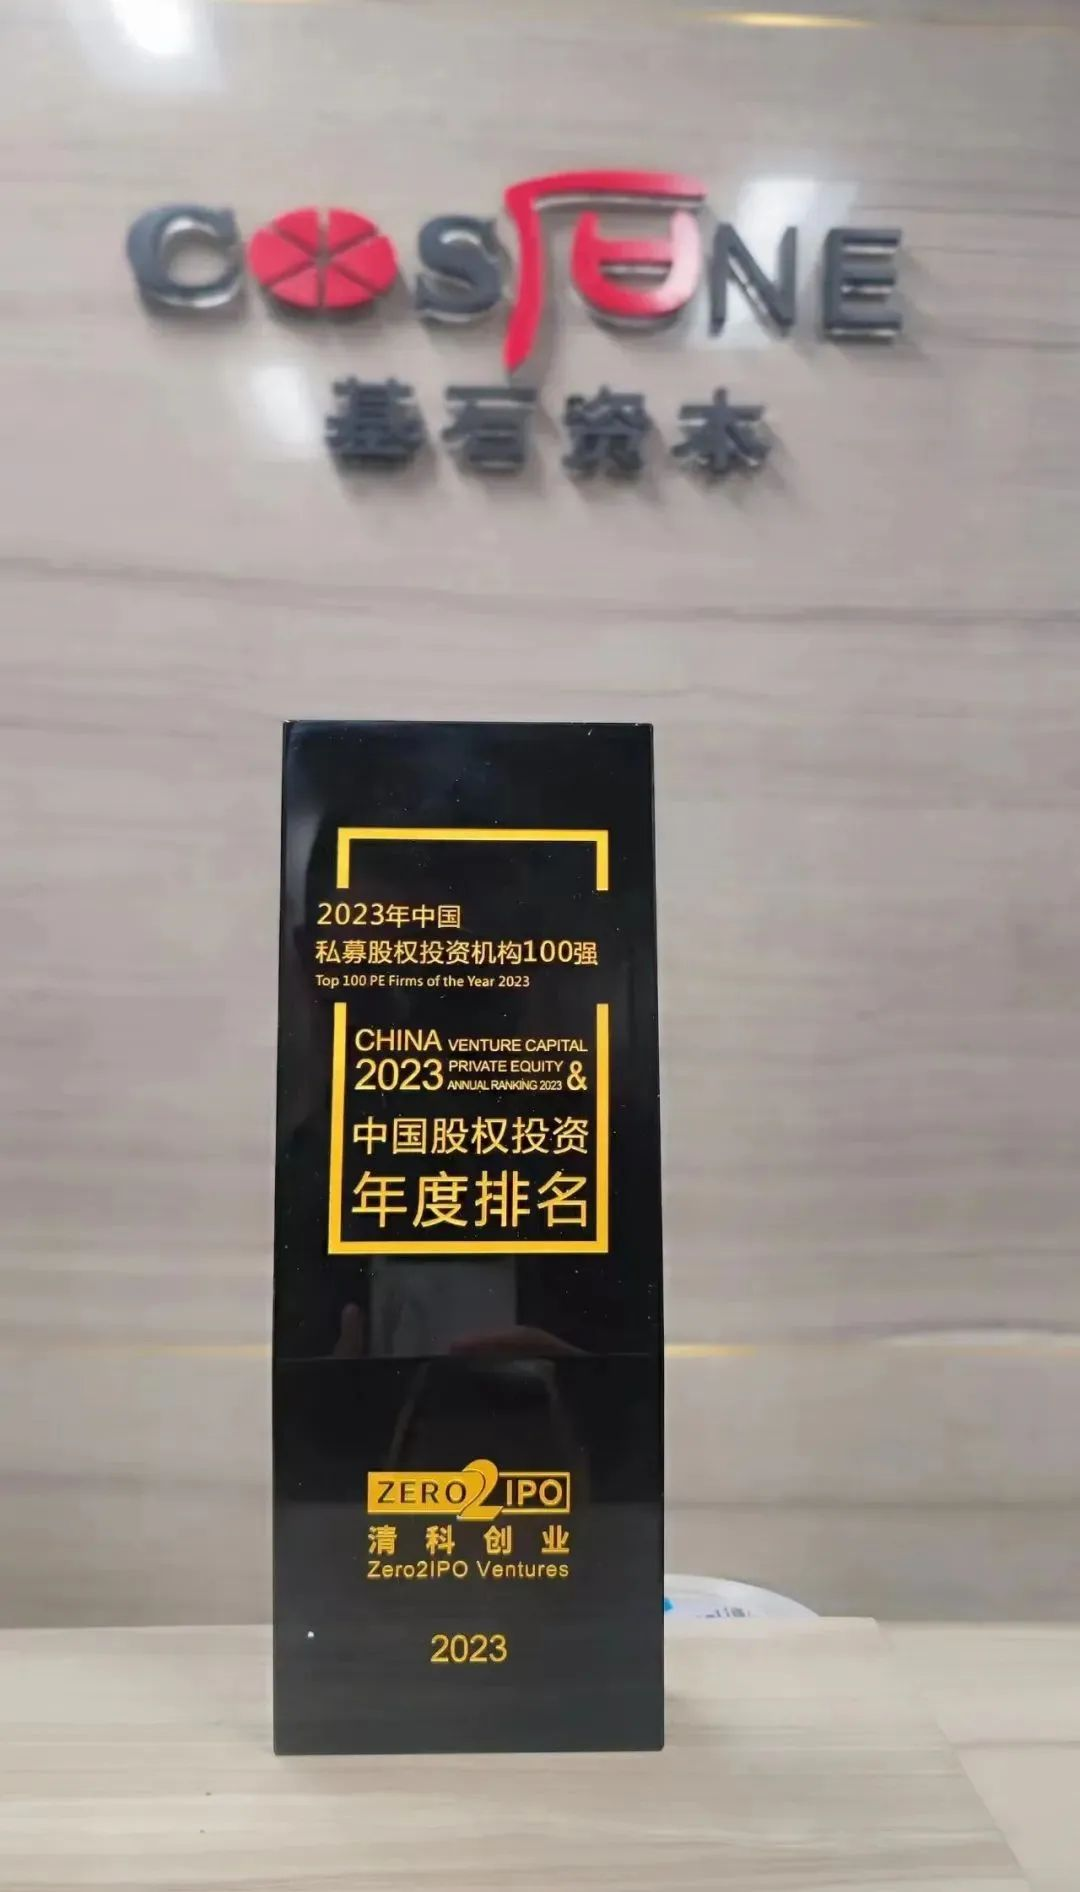 COSTONE
基石资本
2023年中国
私募股权投资机构100强
Top 100 PE Firms of the Year 2023
CHINA VENTURE CAPITAL
2023 PRIVATE EQUITY &
ANNUAL RANKING 2023
中国股权投资
年度排名
ZERO2IPO
清科创业
Zero2IPO Ventures
2023